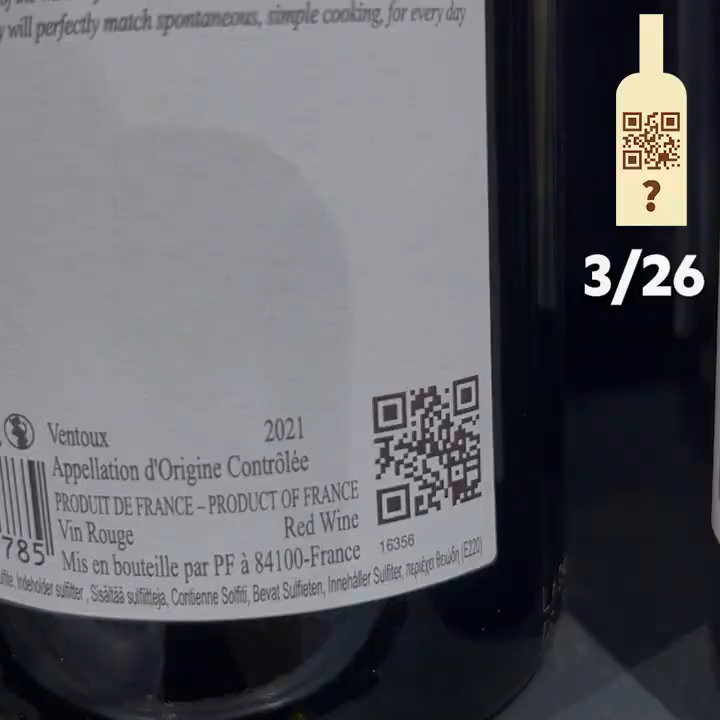 will perfectly match spontaneous, simple cooking, for every day
?
3/26
Ventoux 2021
Appellation d'Origine Contrôlée
PRODUIT DE FRANCE – PRODUCT OF FRANCE
Vin Rouge Red Wine
785
Mis en bouteille par PF à 84100-France
16356
Indeholder sulfitter , Sisältää sulfiitteja, Contienne Solfiti, Bevat Sulfieten, Innehåller Sulfiter, περιέχει θειώδη (E220)